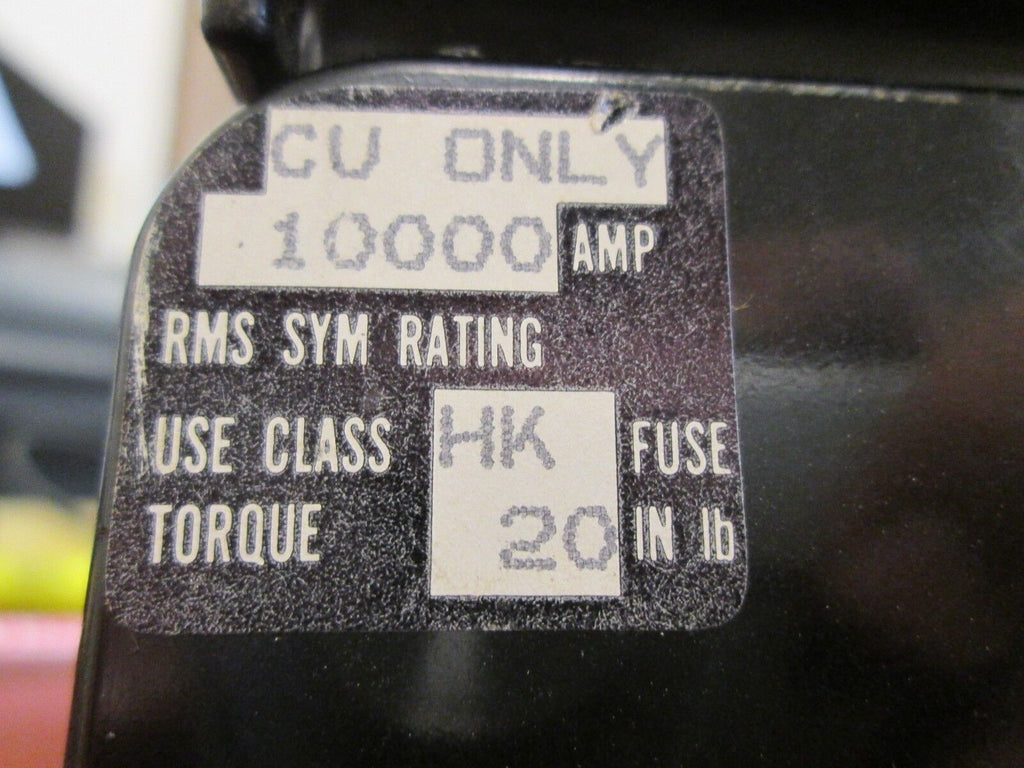 CU ONLY
10000 AMP
RMS SYM RATING
USE CLASS HK FUSE
TORQUE 20 IN lb